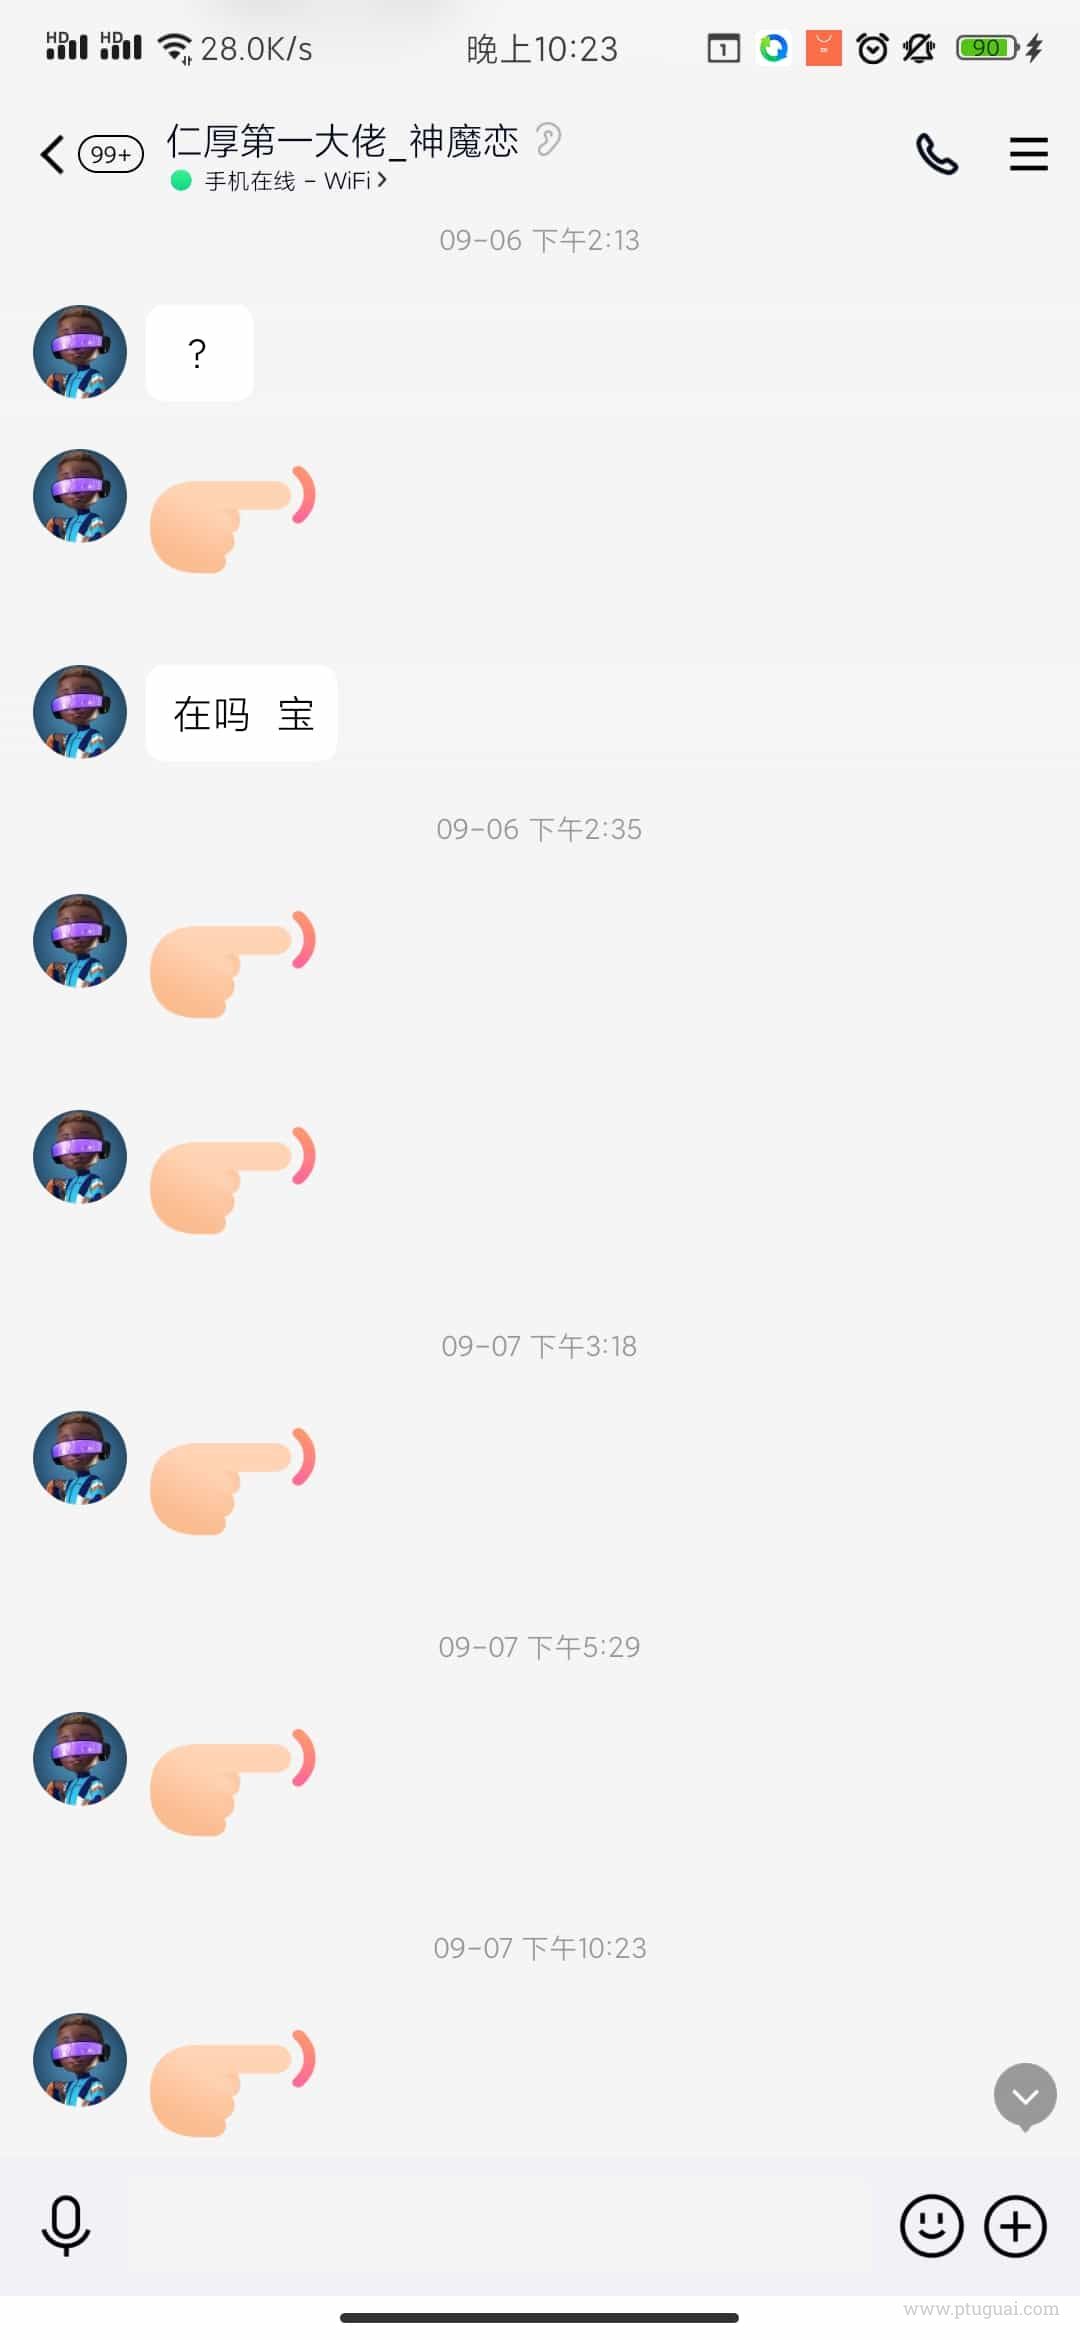 HD HD 28.0K/s 晚上10:23 1 90
99+ 仁厚第一大佬_神魔恋
手机在线 - WiFi
09-06 下午2:13
?
在吗 宝
09-06 下午2:35
09-07 下午3:18
09-07 下午5:29
09-07 下午10:23
www.ptuguai.com